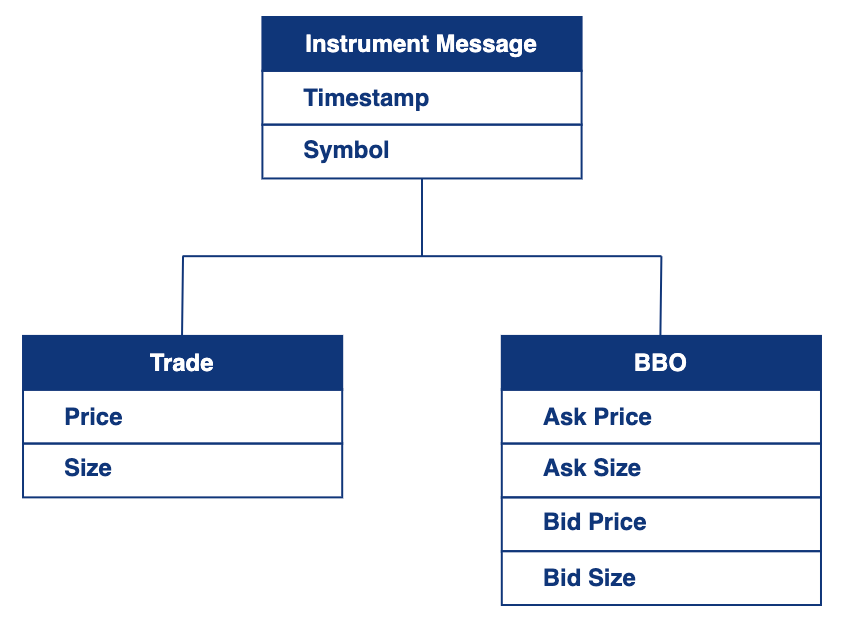 Instrument Message
Timestamp
Symbol
Trade
Price
Size
BBO
Ask Price
Ask Size
Bid Price
Bid Size